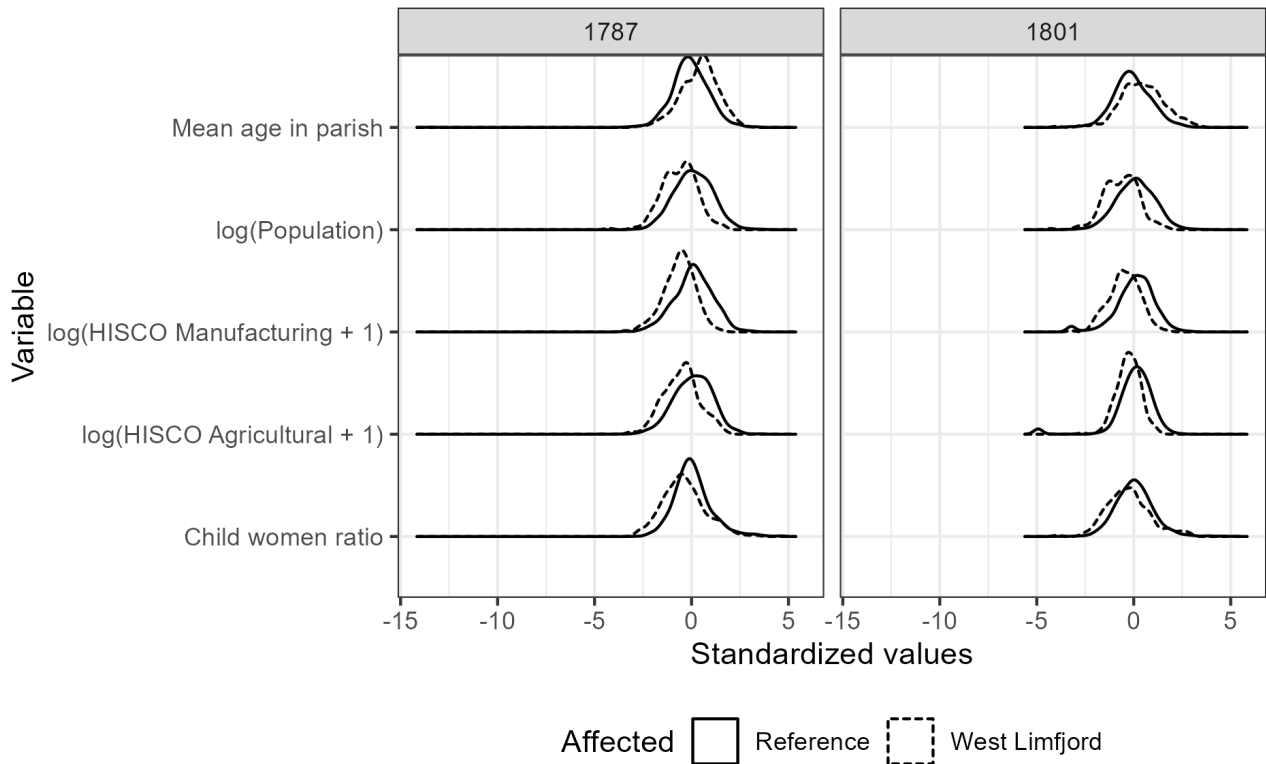 1787 1801
Mean age in parish
log(Population)
log(HISCO Manufacturing + 1)
log(HISCO Agricultural + 1)
Child women ratio
Variable
-15 -10 -5 0 5 -15 -10 -5 0 5
Standardized values
Affected Reference West Limfjord